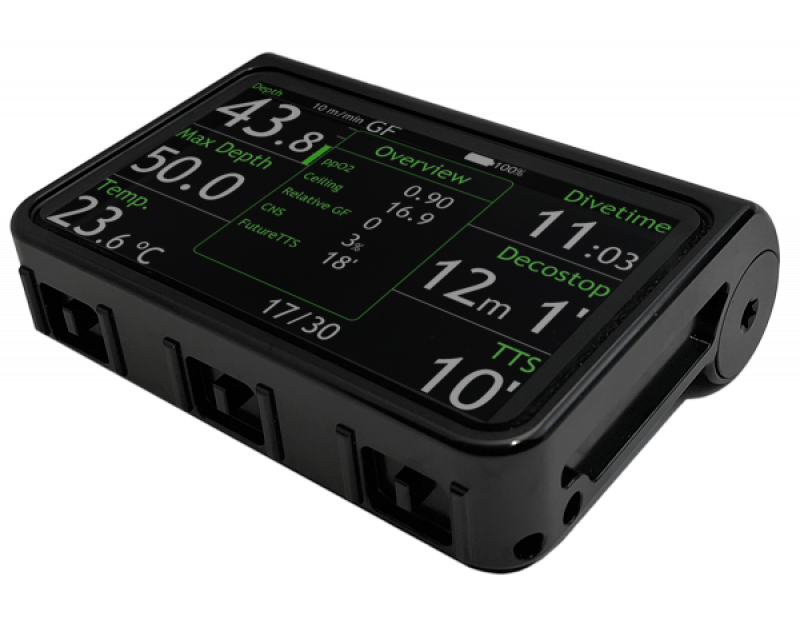 Depth
43.8
10 m/min GF
Max Depth
50.0
Temp.
23.6 ºC
Overview
ppO2 0.90
Ceiling 16.9
Relative GF 0
CNS 3%
FutureTTS 18'
17/30
100%
Divetime
11:03
Decostop
12m 1'
TTS
10'